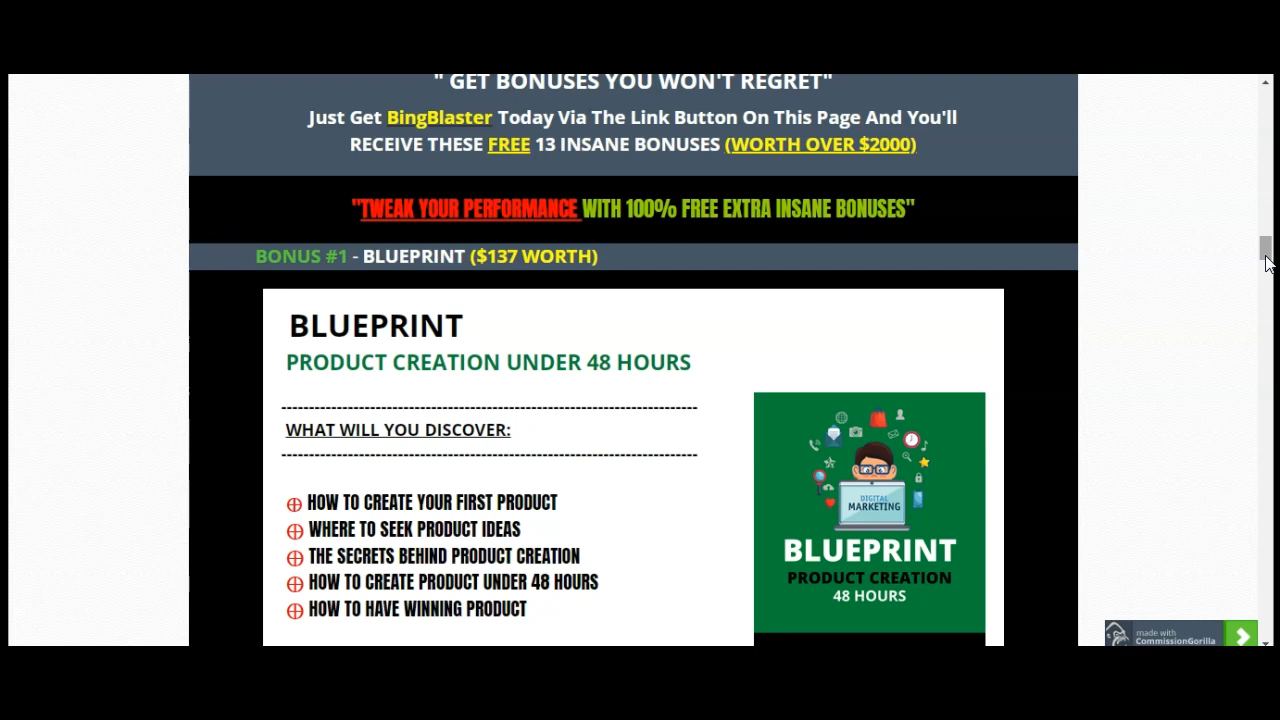 " GET BONUSES YOU WON'T REGRET"
Just Get BingBlaster Today Via The Link Button On This Page And You'll
RECEIVE THESE FREE 13 INSANE BONUSES (WORTH OVER $2000)
"TWEAK YOUR PERFORMANCE WITH 100% FREE EXTRA INSANE BONUSES"
BONUS #1 - BLUEPRINT ($137 WORTH)
BLUEPRINT
PRODUCT CREATION UNDER 48 HOURS
WHAT WILL YOU DISCOVER:
HOW TO CREATE YOUR FIRST PRODUCT
WHERE TO SEEK PRODUCT IDEAS
THE SECRETS BEHIND PRODUCT CREATION
HOW TO CREATE PRODUCT UNDER 48 HOURS
HOW TO HAVE WINNING PRODUCT
DIGITAL
MARKETING
BLUEPRINT
PRODUCT CREATION
48 HOURS
made with
CommissionGorilla